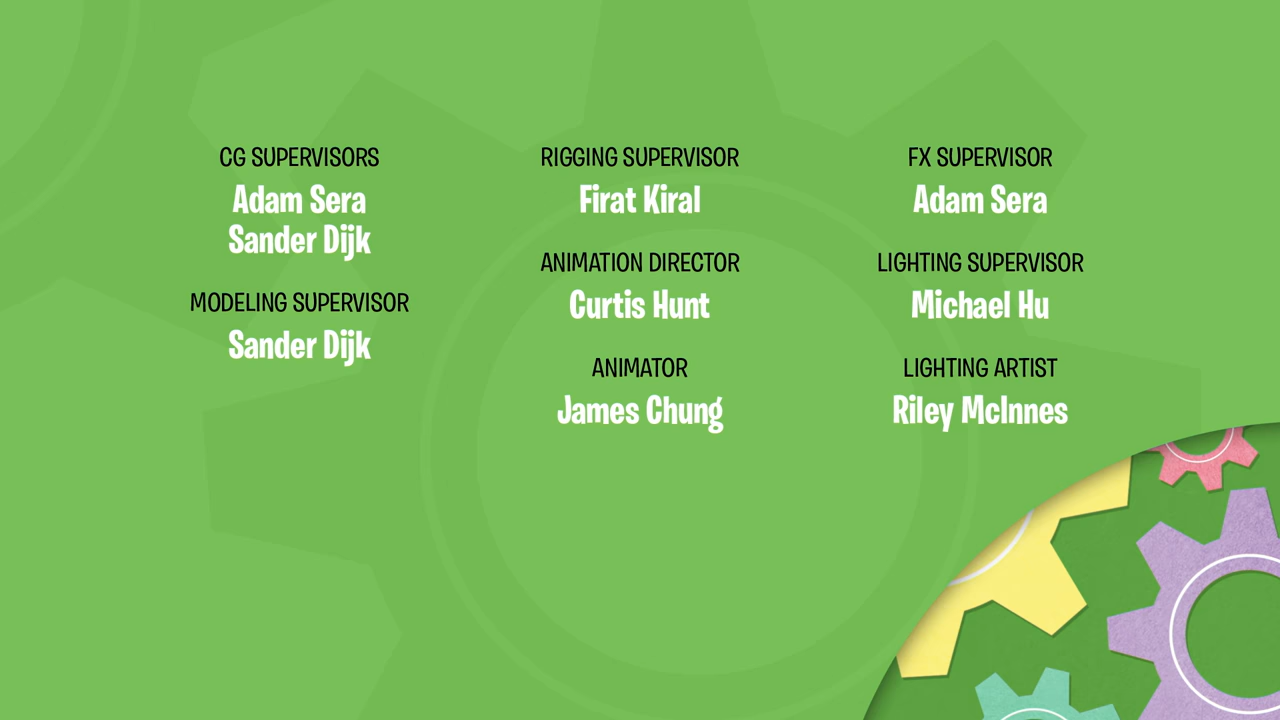 CG SUPERVISORS
Adam Sera
Sander Dijk
MODELING SUPERVISOR
Sander Dijk
RIGGING SUPERVISOR
Firat Kiral
ANIMATION DIRECTOR
Curtis Hunt
ANIMATOR
James Chung
FX SUPERVISOR
Adam Sera
LIGHTING SUPERVISOR
Michael Hu
LIGHTING ARTIST
Riley McInnes